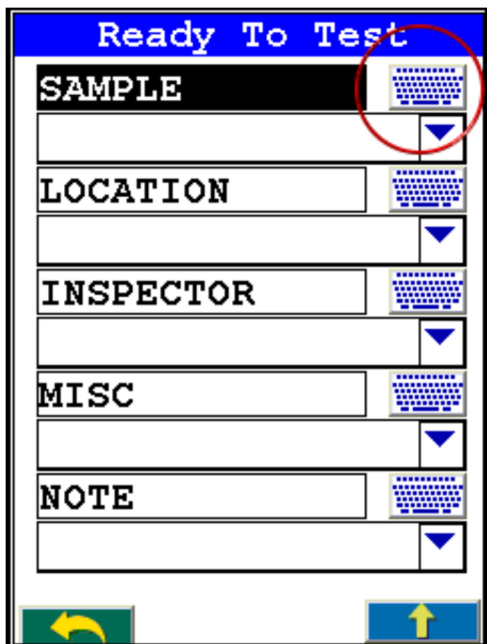 Ready To Test
SAMPLE
LOCATION
INSPECTOR
MISC
NOTE